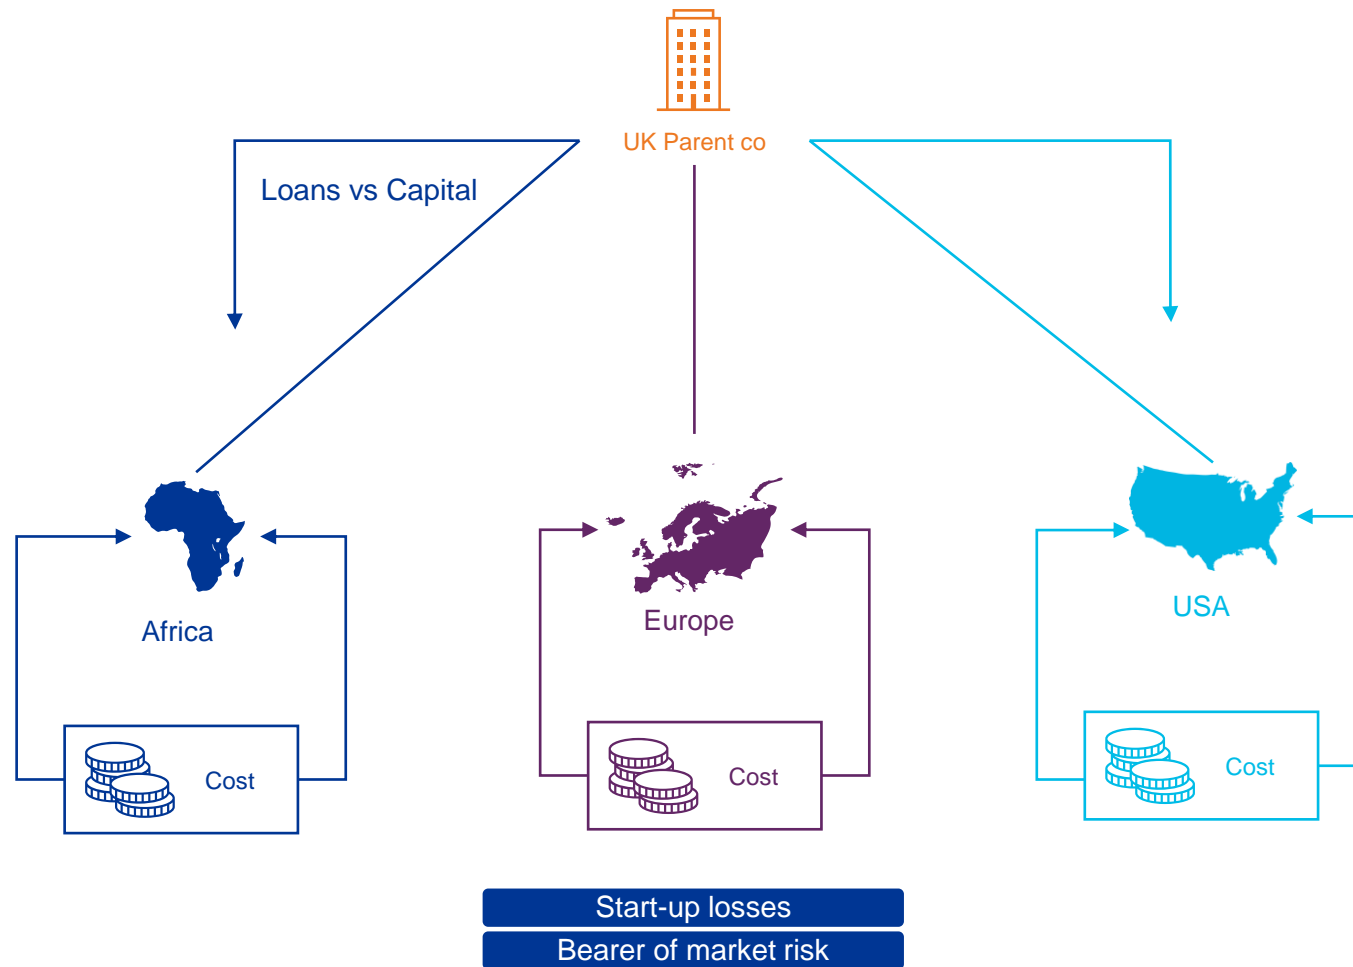 UK Parent co
Loans vs Capital
Africa
Europe
USA
Cost
Cost
Cost
Start-up losses
Bearer of market risk